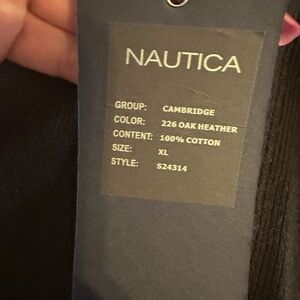 NAUTICA
GROUP: CAMBRIDGE
COLOR: 226 OAK HEATHER
CONTENT: 100% COTTON
SIZE: XL
STYLE: S24314